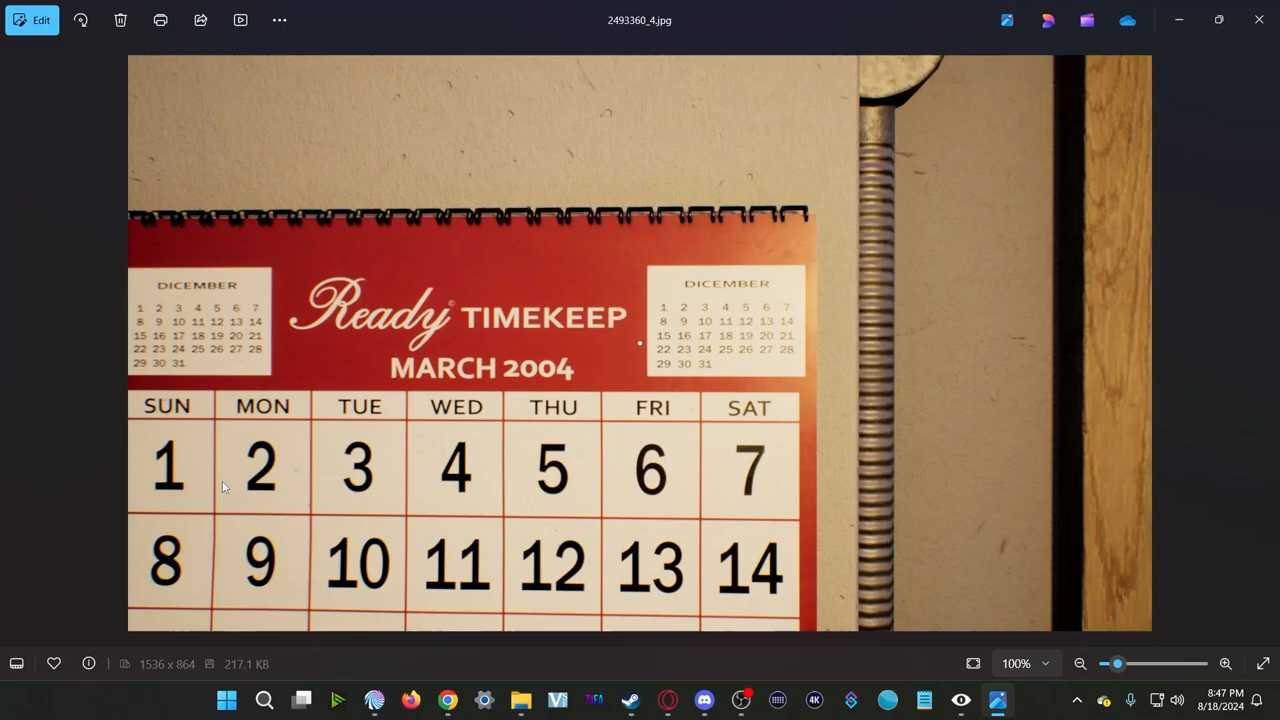 Edit
2493360_4.jpg
DICEMBER
1 2 3 4 5 6 7
8 9 10 11 12 13 14
15 16 17 18 19 20 21
22 23 24 25 26 27 28
29 30 31
Ready© TIMEKEEP
MARCH 2004
DICEMBER
1 2 3 4 5 6 7
8 9 10 11 12 13 14
15 16 17 18 19 20 21
22 23 24 25 26 27 28
29 30 31
SUN MON TUE WED THU FRI SAT
1 2 3 4 5 6 7
8 9 10 11 12 13 14
1536 x 864 217.1 KB
100%
TIFA
4K
8:47 PM
8/18/2024